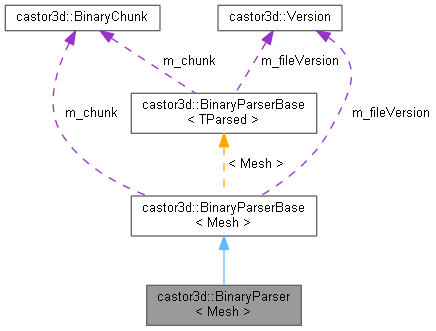 castor3d::BinaryChunk
castor3d::Version
m_chunk
m_fileVersion
m_chunk
castor3d::BinaryParserBase
< TParsed >
m_fileVersion
< Mesh >
castor3d::BinaryParserBase
< Mesh >
castor3d::BinaryParser
< Mesh >